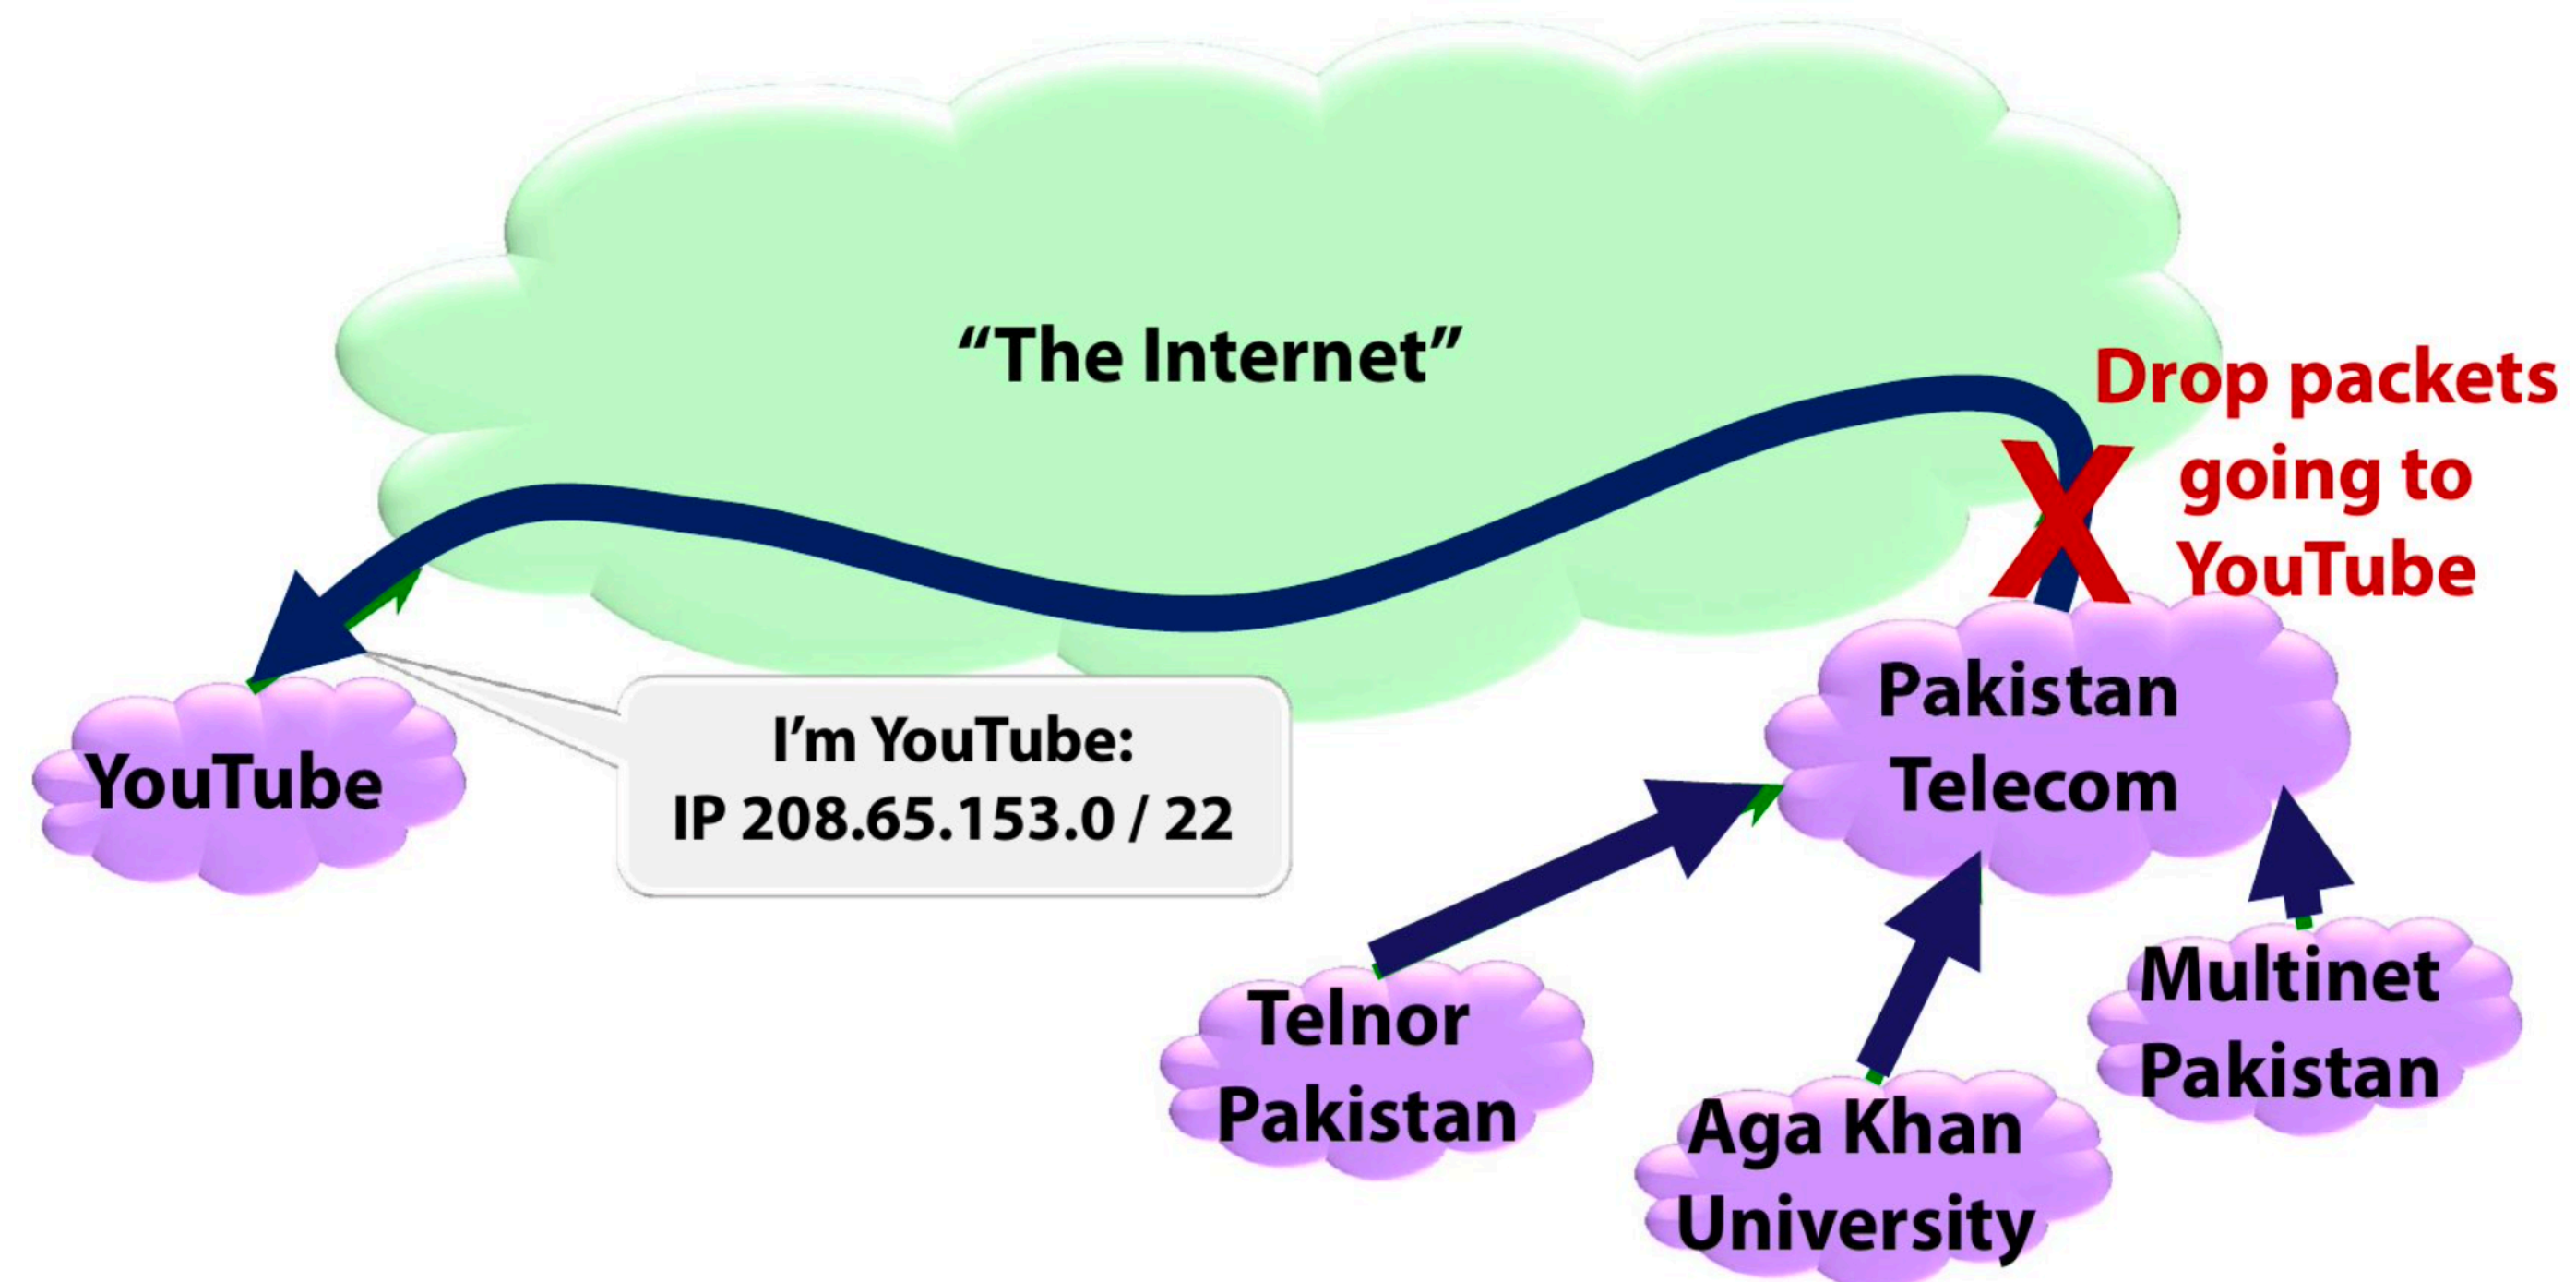 “The Internet”
Drop packets
going to
YouTube
YouTube
I’m YouTube:
IP 208.65.153.0 / 22
Pakistan
Telecom
Telnor
Pakistan
Aga Khan
University
Multinet
Pakistan